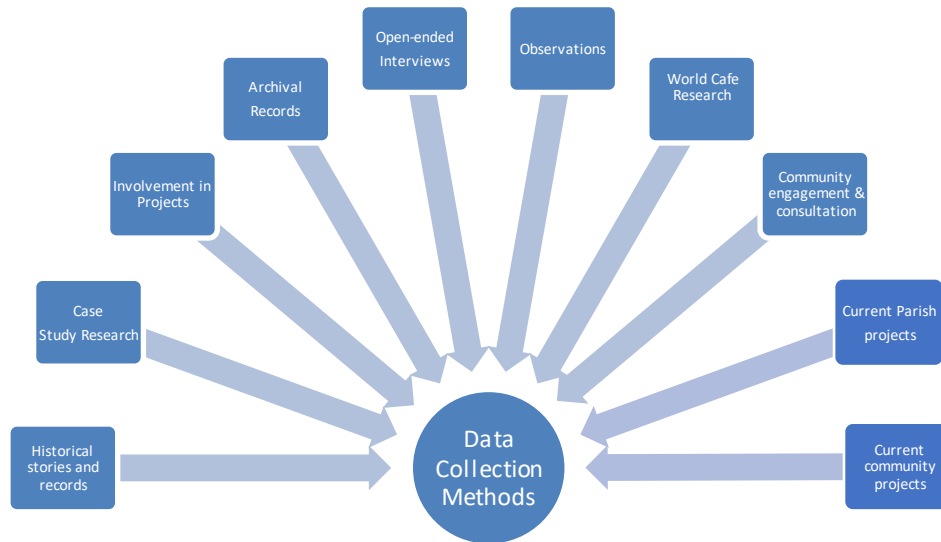 Open-ended
Interviews
Observations
Archival
Records
World Cafe
Research
Involvement in
Projects
Community
engagement &
consultation
Case
Study Research
Current Parish
projects
Historical
stories and
records
Data
Collection
Methods
Current
community
projects